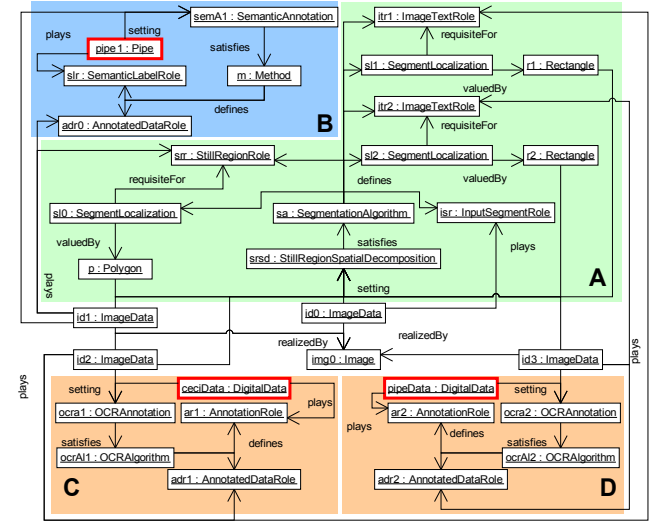 semA1 : SemanticAnnotation
itr1 : ImageTextRole
setting
plays
requisiteFor
pipe1 : Pipe
satisfies
slr : SemanticLabelRole
m : Method
sl1 : SegmentLocalization
r1 : Rectangle
valuedBy
itr2 : ImageTextRole
defines
B
adr0 : AnnotatedDataRole
requisiteFor
srr : StillRegionRole
sl2 : SegmentLocalization
r2 : Rectangle
valuedBy
requisiteFor
defines
sl0 : SegmentLocalization
sa : SegmentationAlgorithm
isr : InputSegmentRole
valuedBy
satisfies
plays
srsd : StillRegionSpatialDecomposition
p : Polygon
A
plays
setting
id1 : ImageData
id0 : ImageData
realizedBy
realizedBy
id2 : ImageData
img0 : Image
id3 : ImageData
plays
plays
setting
ceciData : DigitalData
pipeData : DigitalData
setting
plays
ocra1 : OCRAnnotation
ar1 : AnnotationRole
ar2 : AnnotationRole
ocra2 : OCRAnnotation
plays
satisfies
defines
defines
satisfies
ocrAl1 : OCRAlgorithm
ocrAl2 : OCRAlgorithm
C
adr1 : AnnotatedDataRole
adr2 : AnnotatedDataRole
D